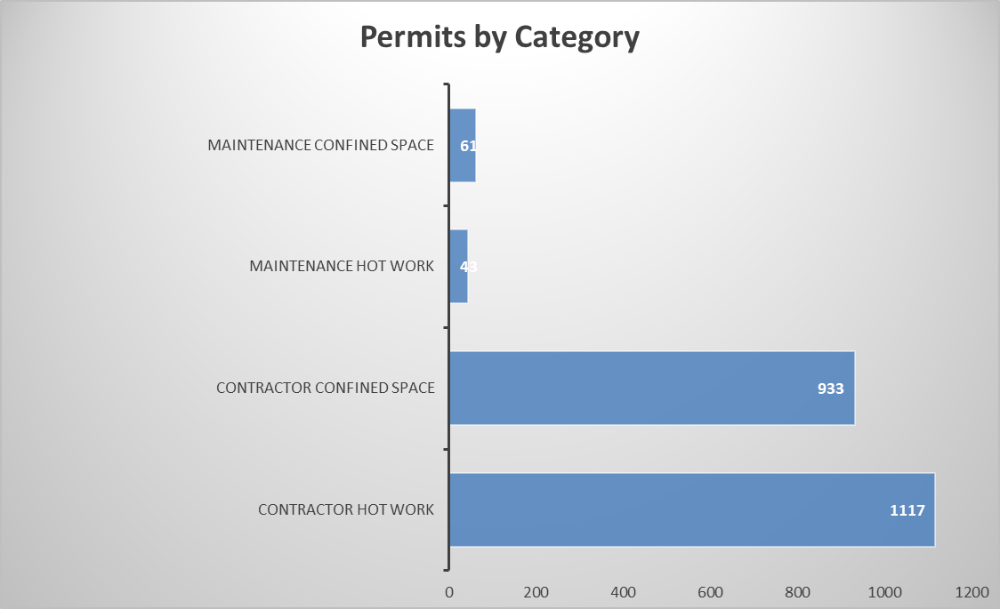 Permits by Category
MAINTENANCE CONFINED SPACE 61
MAINTENANCE HOT WORK 43
CONTRACTOR CONFINED SPACE 933
CONTRACTOR HOT WORK 1117
0 200 400 600 800 1000 1200